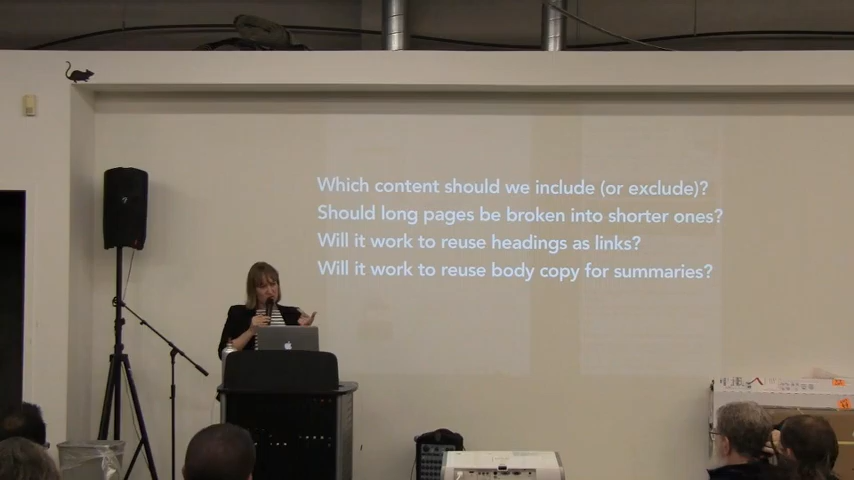 Which content should we include (or exclude)?
Should long pages be broken into shorter ones?
Will it work to reuse headings as links?
Will it work to reuse body copy for summaries?